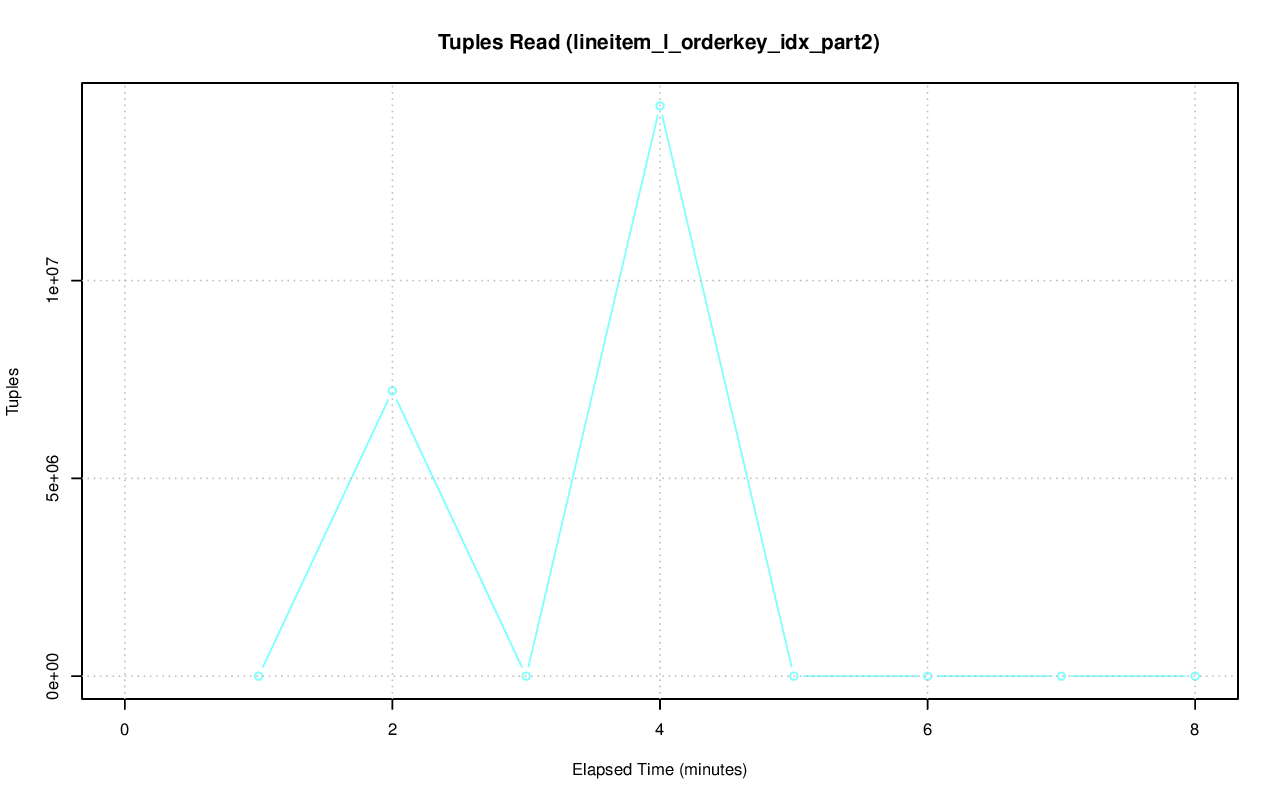 Tuples Read (lineitem_l_orderkey_idx_part2)
Tuples
1e+07
5e+06
0e+00
0 2 4 6 8
Elapsed Time (minutes)